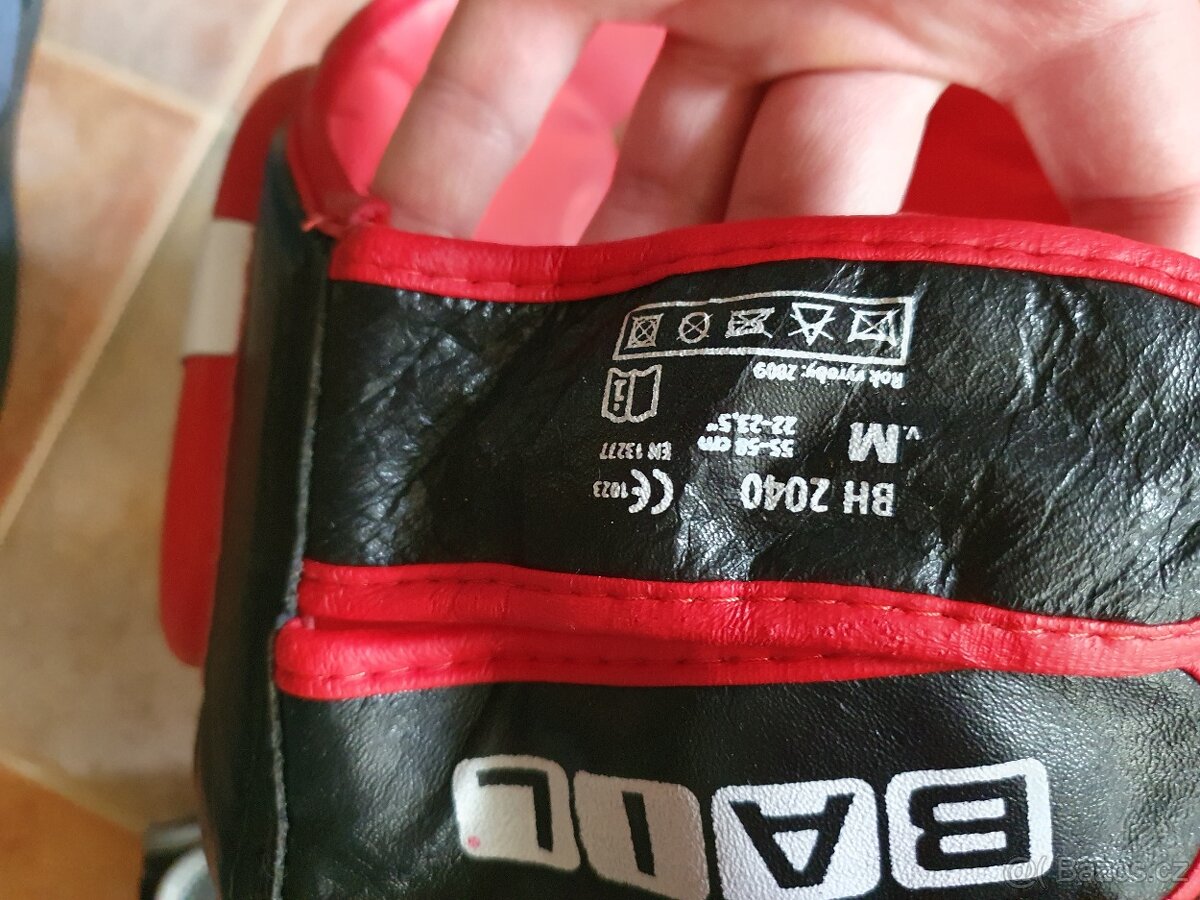 BAIL
BH 2040
CE 1023
v. M
55-58 cm
22-23,5"
EN 13277
i
Rok výroby: 2009
Bazos.cz